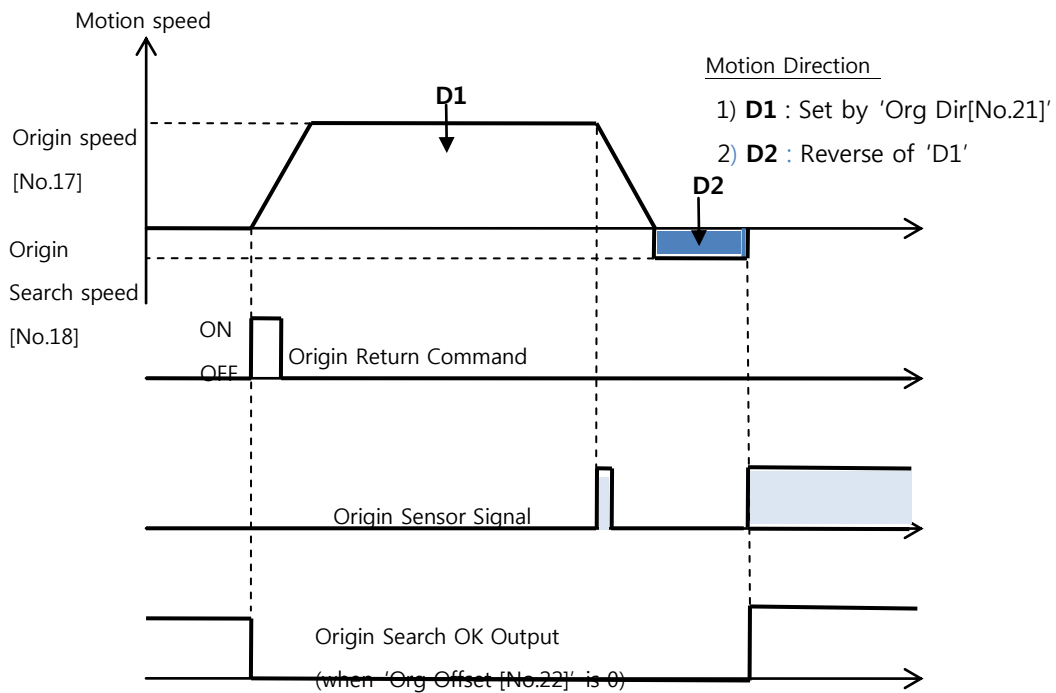 Motion speed
Motion Direction
1) D1 : Set by 'Org Dir[No.21]'
2) D2 : Reverse of 'D1'
D1
D2
Origin speed
[No.17]
Origin
Search speed
[No.18]
ON
OFF
Origin Return Command
Origin Sensor Signal
Origin Search OK Output
(when 'Org Offset [No.22]' is 0)